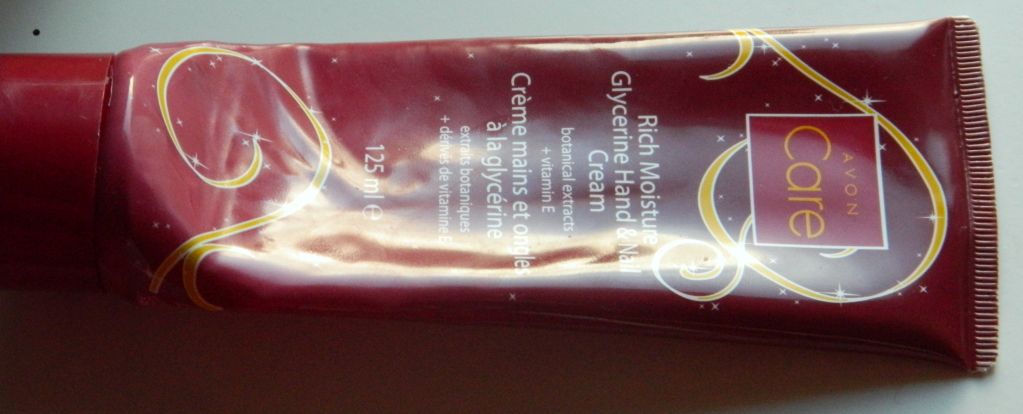 AVON
Care
Rich Moisture
Glycerine Hand & Nail
Cream
botanical extracts
+ vitamin E
Crème mains et ongles
à la glycérine
extraits botaniques
+ dérivés de vitamine E
125 ml ℮